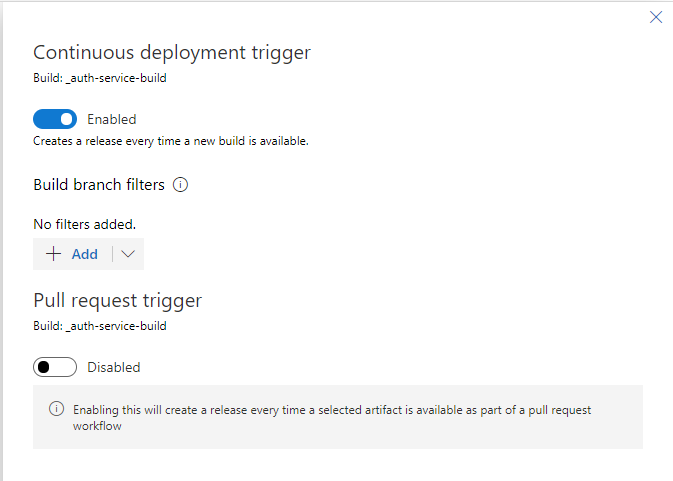 Continuous deployment trigger
Build: _auth-service-build
Enabled
Creates a release every time a new build is available.
Build branch filters
No filters added.
Add
Pull request trigger
Build: _auth-service-build
Disabled
Enabling this will create a release every time a selected artifact is available as part of a pull request
workflow